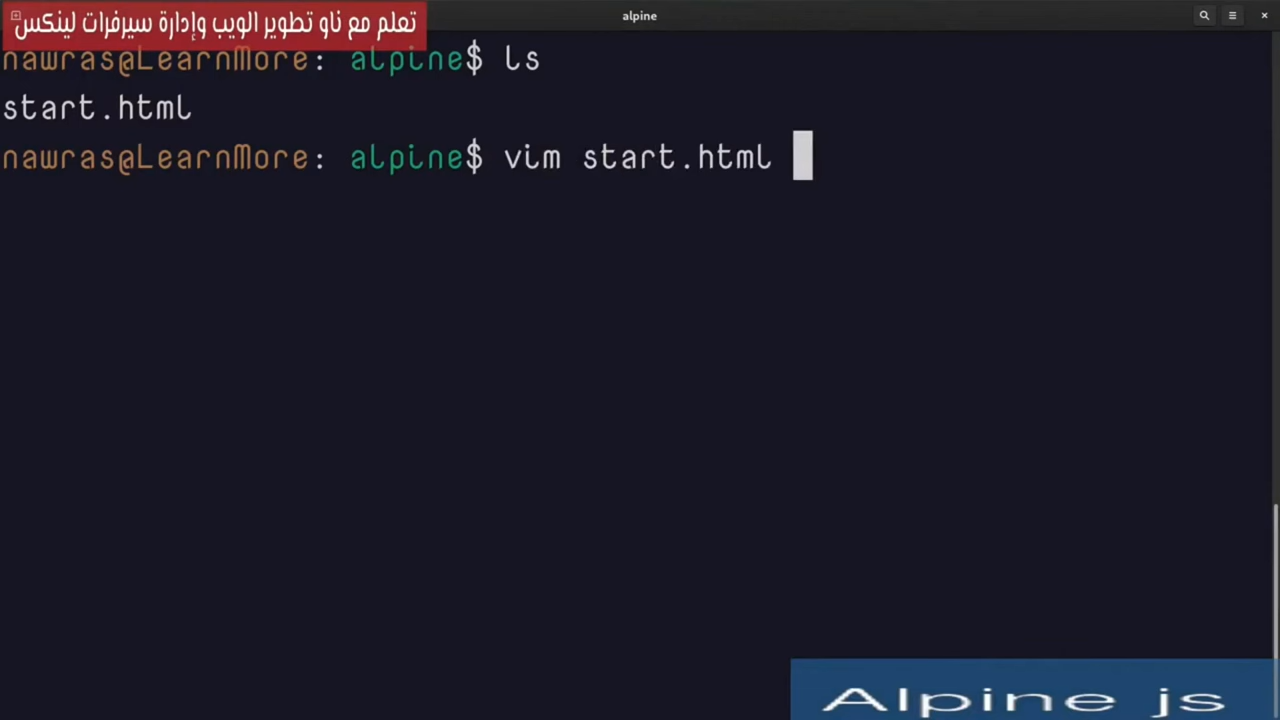 تعلم مع ناو تطوير الويب وإدارة سيرفرات لينكس
alpine
nawras@LearnMore: alpine$ ls
start.html
nawras@LearnMore: alpine$ vim start.html
Alpine js